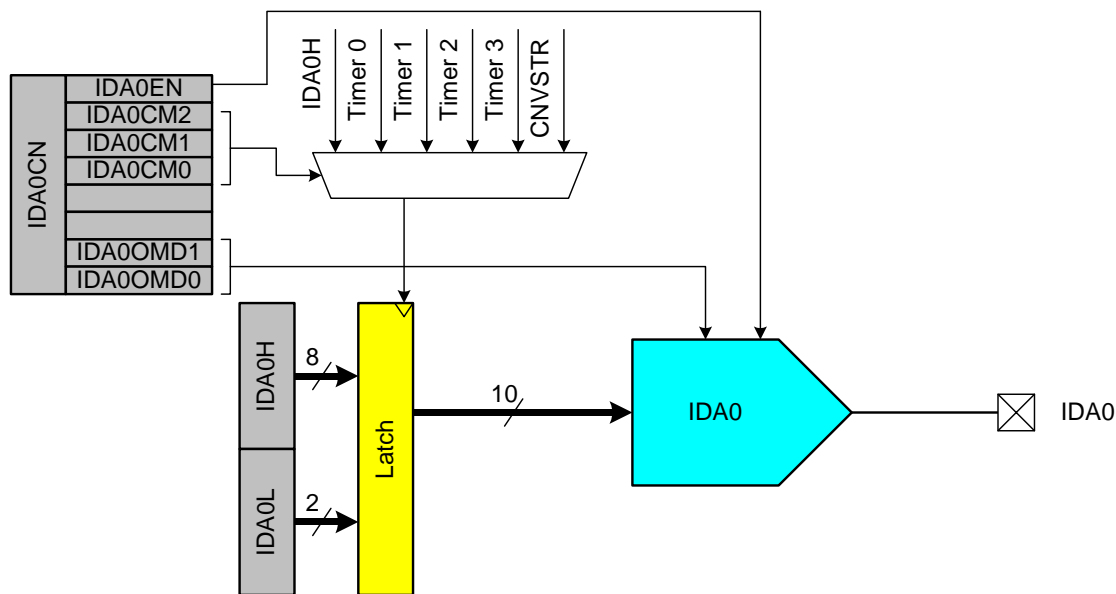 IDA0CN
IDA0EN
IDA0CM2
IDA0CM1
IDA0CM0
IDA0OMD1
IDA0OMD0
IDA0H
Timer 0
Timer 1
Timer 2
Timer 3
CNVSTR
IDA0H
8
IDA0L
2
Latch
10
IDA0
IDA0